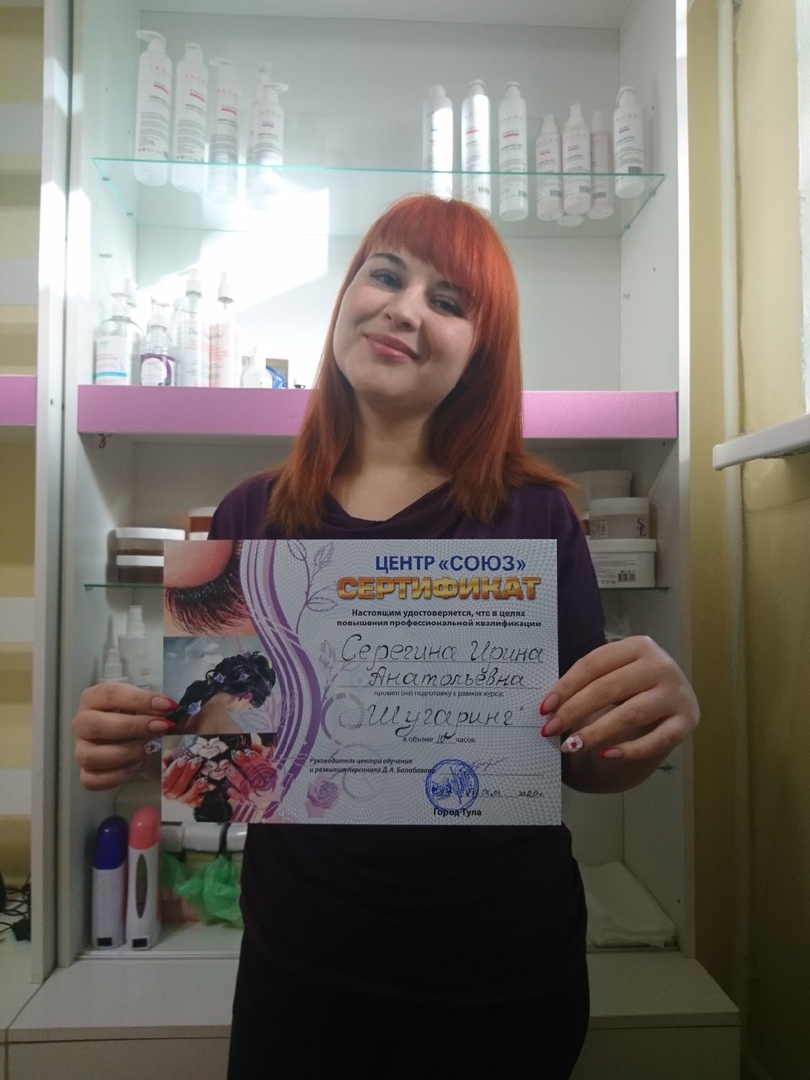 ЦЕНТР «СОЮЗ»
СЕРТИФИКАТ
Настоящим удостоверяется, что в целях
повышения профессиональной квалификации
Серегина Ирина
Анатольевна
прошел (ла) подготовку в рамках курса:
"Шугаринг"
в объеме 10 часов
Руководитель центра обучения
и развития персонала Д. А. Балабанова
2020 г.
Город Тула